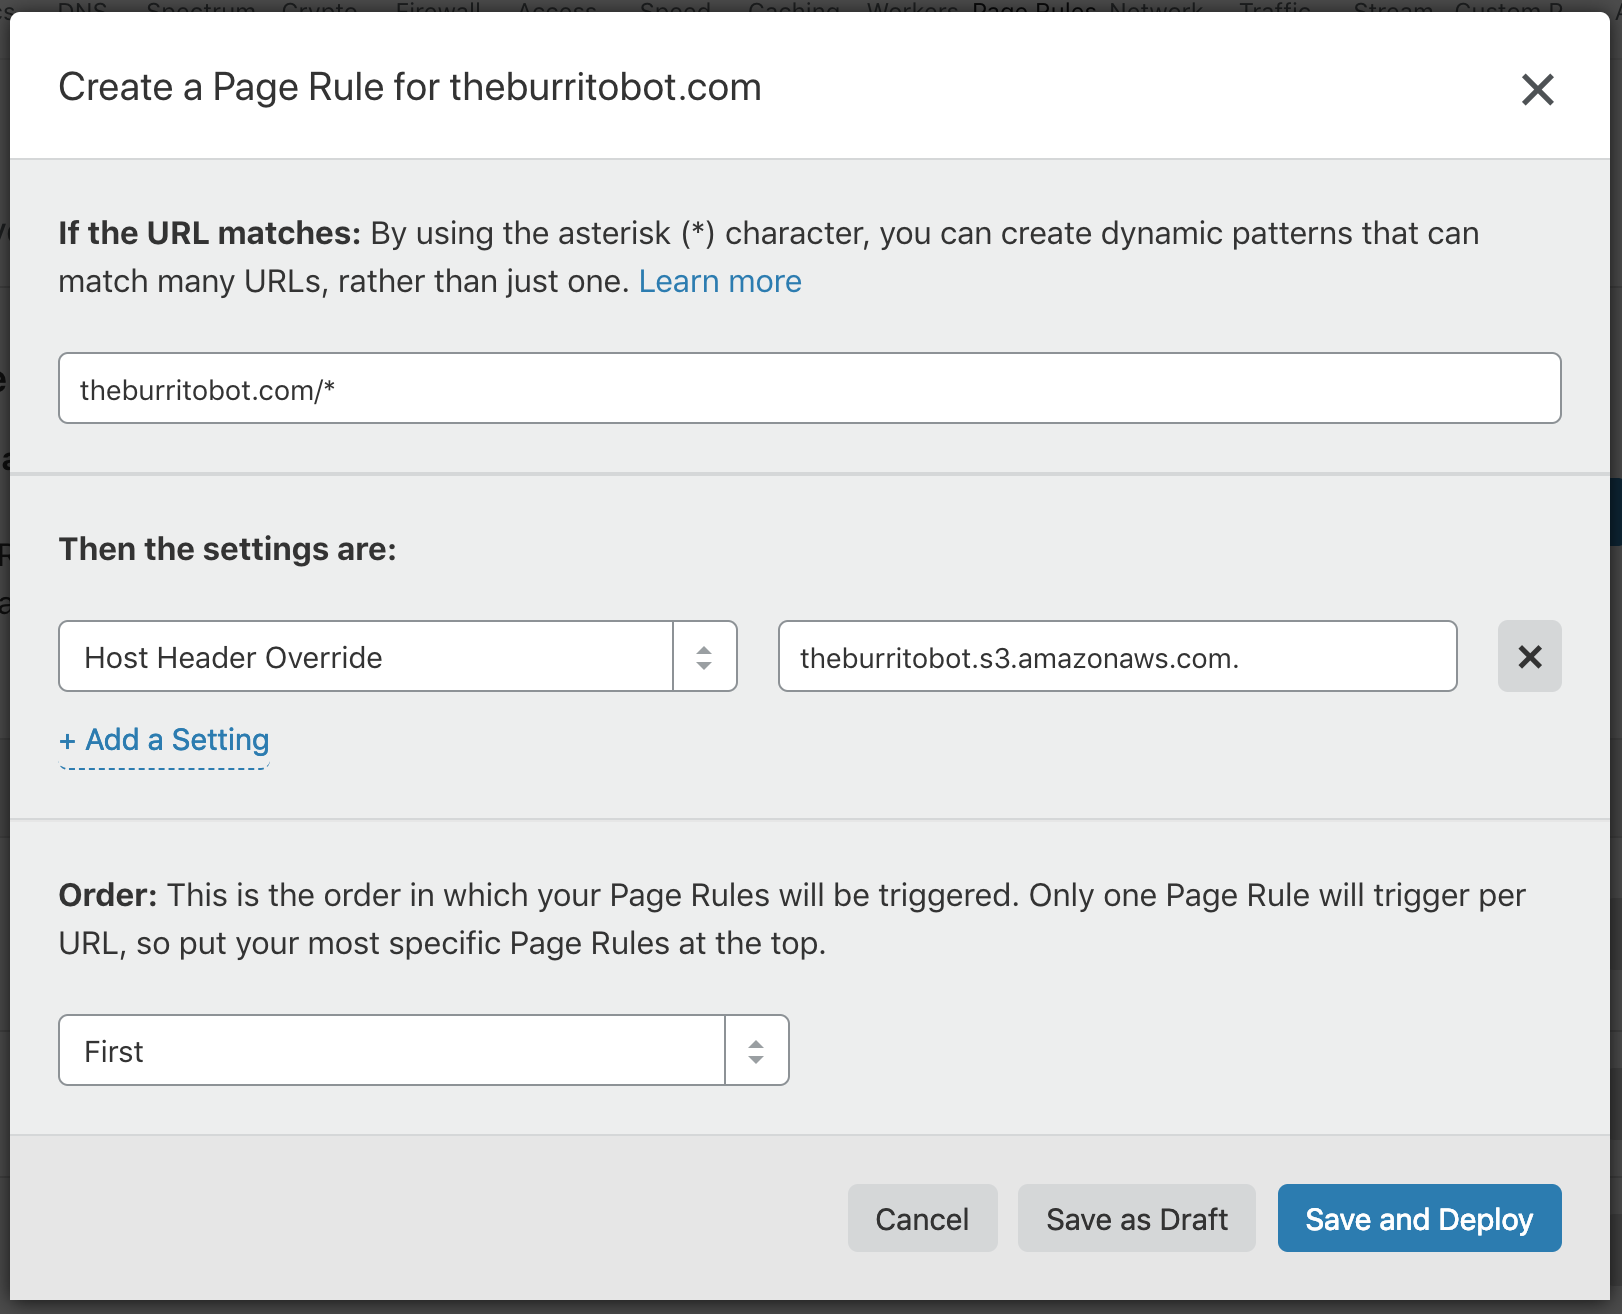 DNS Spectrum Crypto Firewall Access Speed Caching Workers Page Rules Network Traffic Stream Custom P
Create a Page Rule for theburritobot.com
If the URL matches: By using the asterisk (*) character, you can create dynamic patterns that can
match many URLs, rather than just one. Learn more
theburritobot.com/*
Then the settings are:
Host Header Override
theburritobot.s3.amazonaws.com.
+ Add a Setting
Order: This is the order in which your Page Rules will be triggered. Only one Page Rule will trigger per
URL, so put your most specific Page Rules at the top.
First
Cancel Save as Draft Save and Deploy